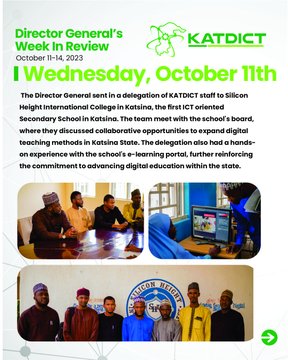 Director General's
Week In Review
October 11-14, 2023
KATDICT
Wednesday, October 11th
The Director General sent in a delegation of KATDICT staff to Silicon
Height International College in Katsina, the first ICT oriented
Secondary School in Katsina. The team meet with the school's board,
where they discussed collaborative opportunities to expand digital
teaching methods in Katsina State. The delegation also had a hands-
on experience with the school's e-learning portal, further reinforcing
the commitment to advancing digital education within the state.
SILICON HEIGHT